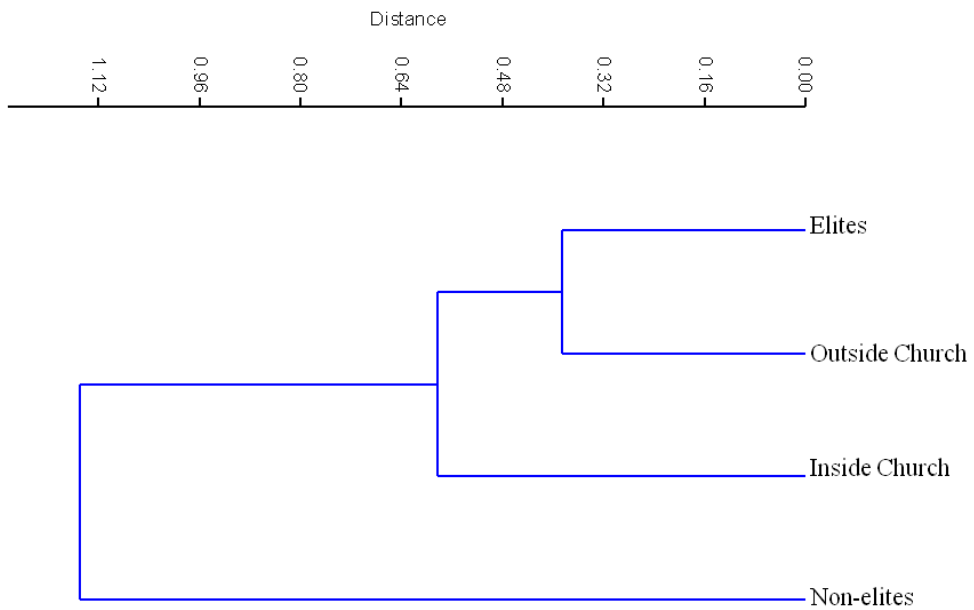 Distance
1.12
0.96
0.80
0.64
0.48
0.32
0.16
0.00
Elites
Outside Church
Inside Church
Non-elites